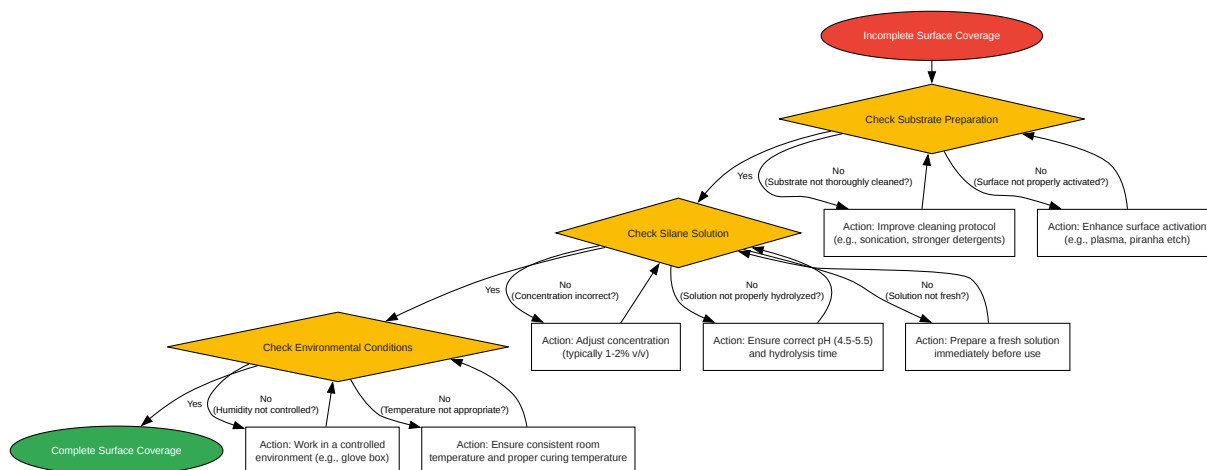 Incomplete Surface Coverage
Check Substrate Preparation
Yes
No
(Substrate not thoroughly cleaned?)
No
(Surface not properly activated?)
Action: Improve cleaning protocol
(e.g., sonication, stronger detergents)
Action: Enhance surface activation
(e.g., plasma, piranha etch)
Check Silane Solution
Yes
No
(Concentration incorrect?)
No
(Solution not properly hydrolyzed?)
No
(Solution not fresh?)
Action: Adjust concentration
(typically 1-2% v/v)
Action: Ensure correct pH (4.5-5.5)
and hydrolysis time
Action: Prepare a fresh solution
immediately before use
Check Environmental Conditions
Yes
No
(Humidity not controlled?)
No
(Temperature not appropriate?)
Complete Surface Coverage
Action: Work in a controlled
environment (e.g., glove box)
Action: Ensure consistent room
temperature and proper curing temperature